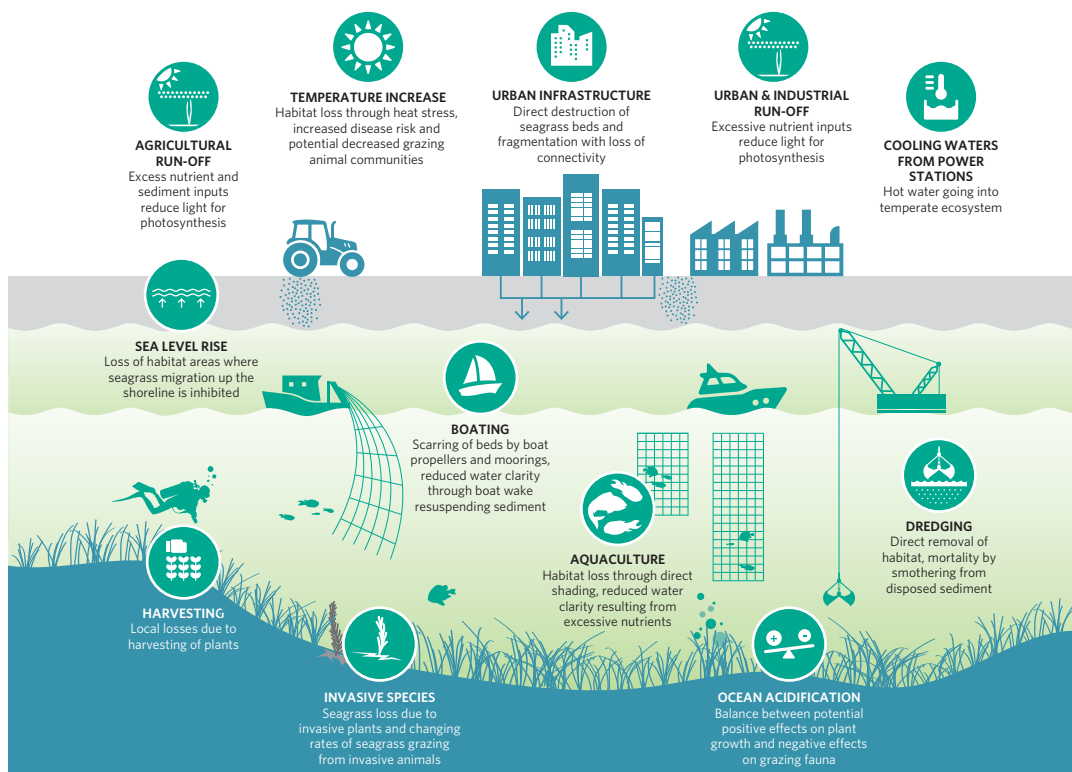 AGRICULTURAL
RUN-OFF
Excess nutrient and
sediment inputs
reduce light for
photosynthesis
TEMPERATURE INCREASE
Habitat loss through heat stress,
increased disease risk and
potential decreased grazing
animal communities
URBAN INFRASTRUCTURE
Direct destruction of
seagrass beds and
fragmentation with loss of
connectivity
URBAN & INDUSTRIAL
RUN-OFF
Excessive nutrient inputs
reduce light for
photosynthesis
COOLING WATERS
FROM POWER
STATIONS
Hot water going into
temperate ecosystem
SEA LEVEL RISE
Loss of habitat areas where
seagrass migration up the
shoreline is inhibited
BOATING
Scarring of beds by boat
propellers and moorings,
reduced water clarity
through boat wake
resuspending sediment
AQUACULTURE
Habitat loss through direct
shading, reduced water
clarity resulting from
excessive nutrients
DREDGING
Direct removal of
habitat, mortality by
smothering from
disposed sediment
HARVESTING
Local losses due to
harvesting of plants
INVASIVE SPECIES
Seagrass loss due to
invasive plants and changing
rates of seagrass grazing
from invasive animals
OCEAN ACIDIFICATION
Balance between potential
positive effects on plant
growth and negative effects
on grazing fauna